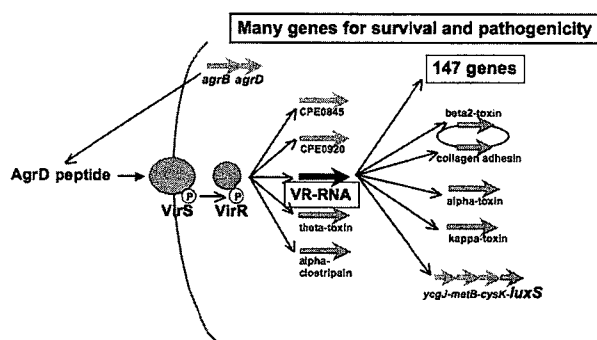 Many genes for survival and pathogenicity
agrB agrD
147 genes
CPE0845
beta2-toxin
CPE0920
collagen adhesin
AgrD peptide
P
P
VirS
VirR
VR-RNA
alpha-toxin
theta-toxin
kappa-toxin
alpha-
clostripain
ycgJ-metB-cysK-luxS